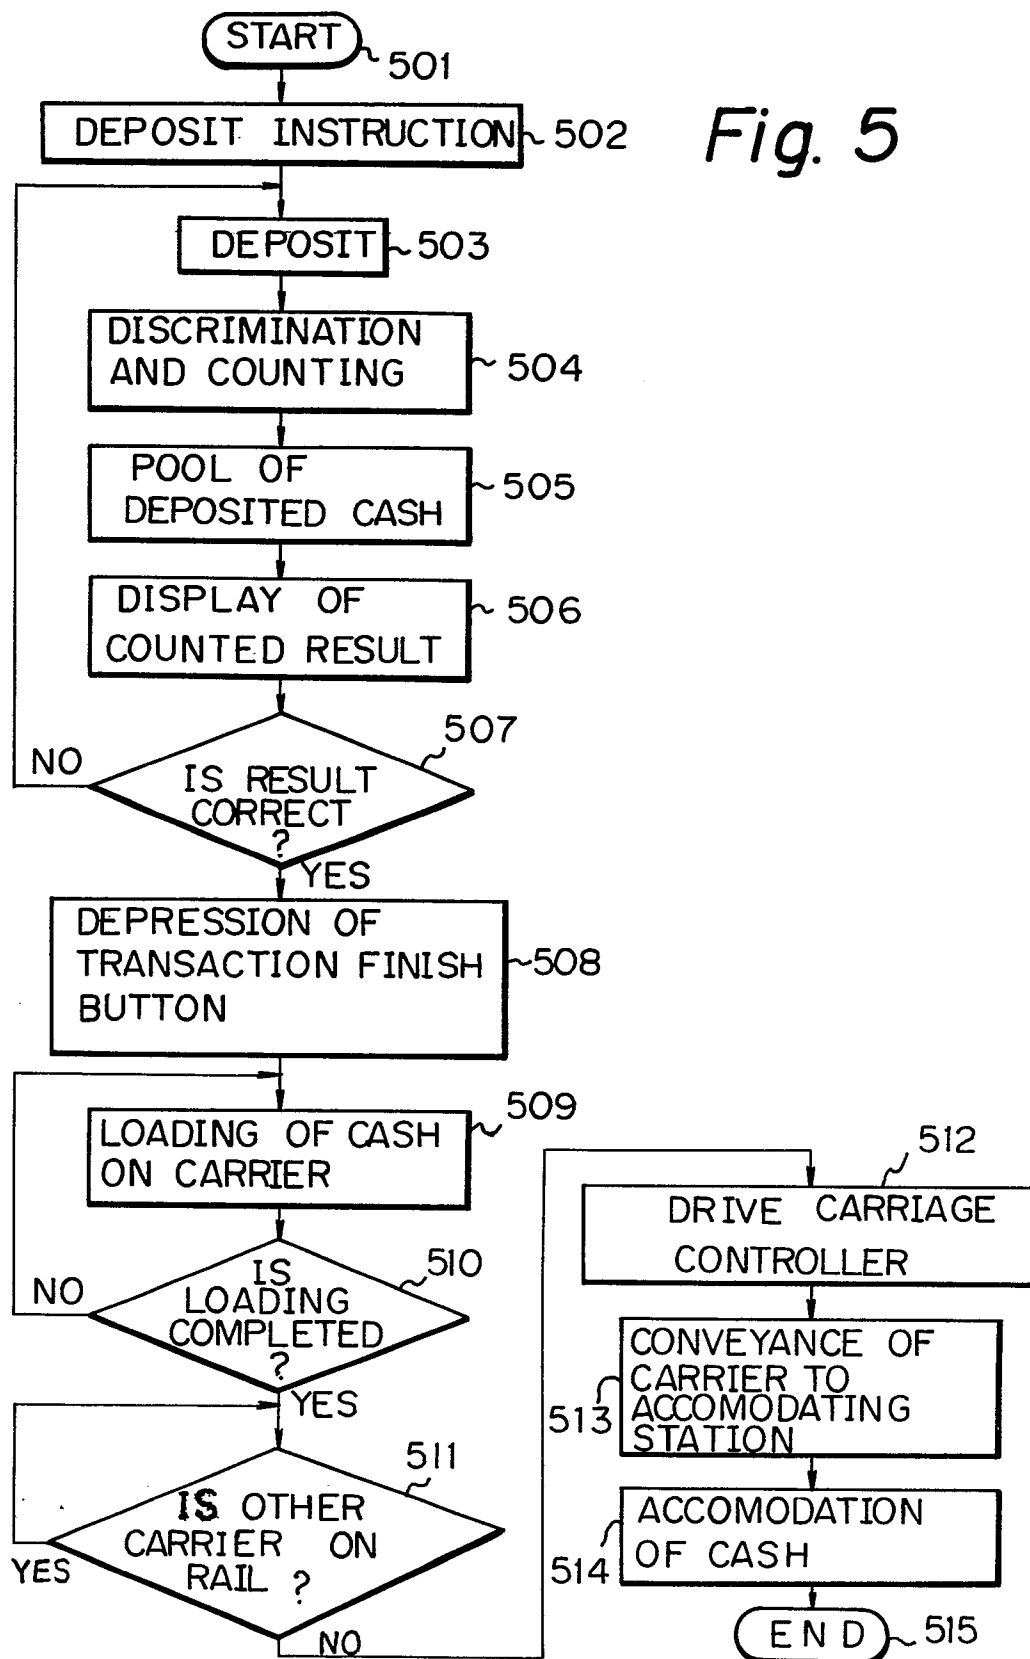 START
501
DEPOSIT INSTRUCTION
502
Fig. 5
DEPOSIT
503
DISCRIMINATION
AND COUNTING
504
POOL OF
DEPOSITED CASH
505
DISPLAY OF
COUNTED RESULT
506
507
NO
IS RESULT
CORRECT
?
YES
DEPRESSION OF
TRANSACTION FINISH
BUTTON
508
509
LOADING OF CASH
ON CARRIER
510
NO
IS
LOADING
COMPLETED
?
YES
511
IS OTHER
CARRIER ON
RAIL ?
YES
NO
512
DRIVE CARRIAGE
CONTROLLER
CONVEYANCE OF
CARRIER TO
ACCOMODATING
STATION
513
ACCOMODATION
OF CASH
514
END
515